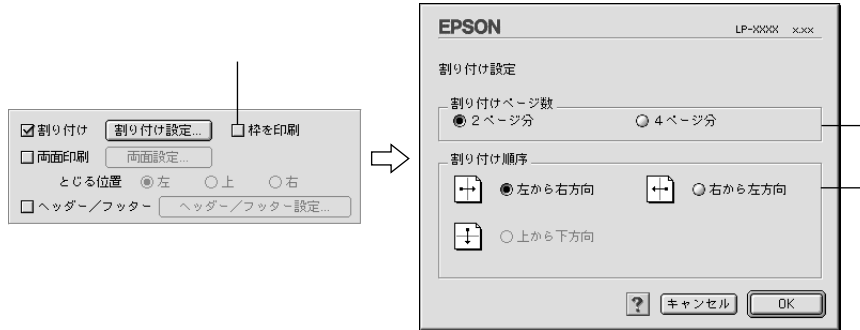 割り付け 割り付け設定... 枠を印刷
両面印刷 両面設定...
とじる位置 左 上 右
ヘッダー/フッター ヘッダー/フッター設定...
EPSON LP-XXXX x.xx
割り付け設定
割り付けページ数
2ページ分 4ページ分
割り付け順序
左から右方向 右から左方向
上から下方向
? キャンセル OK